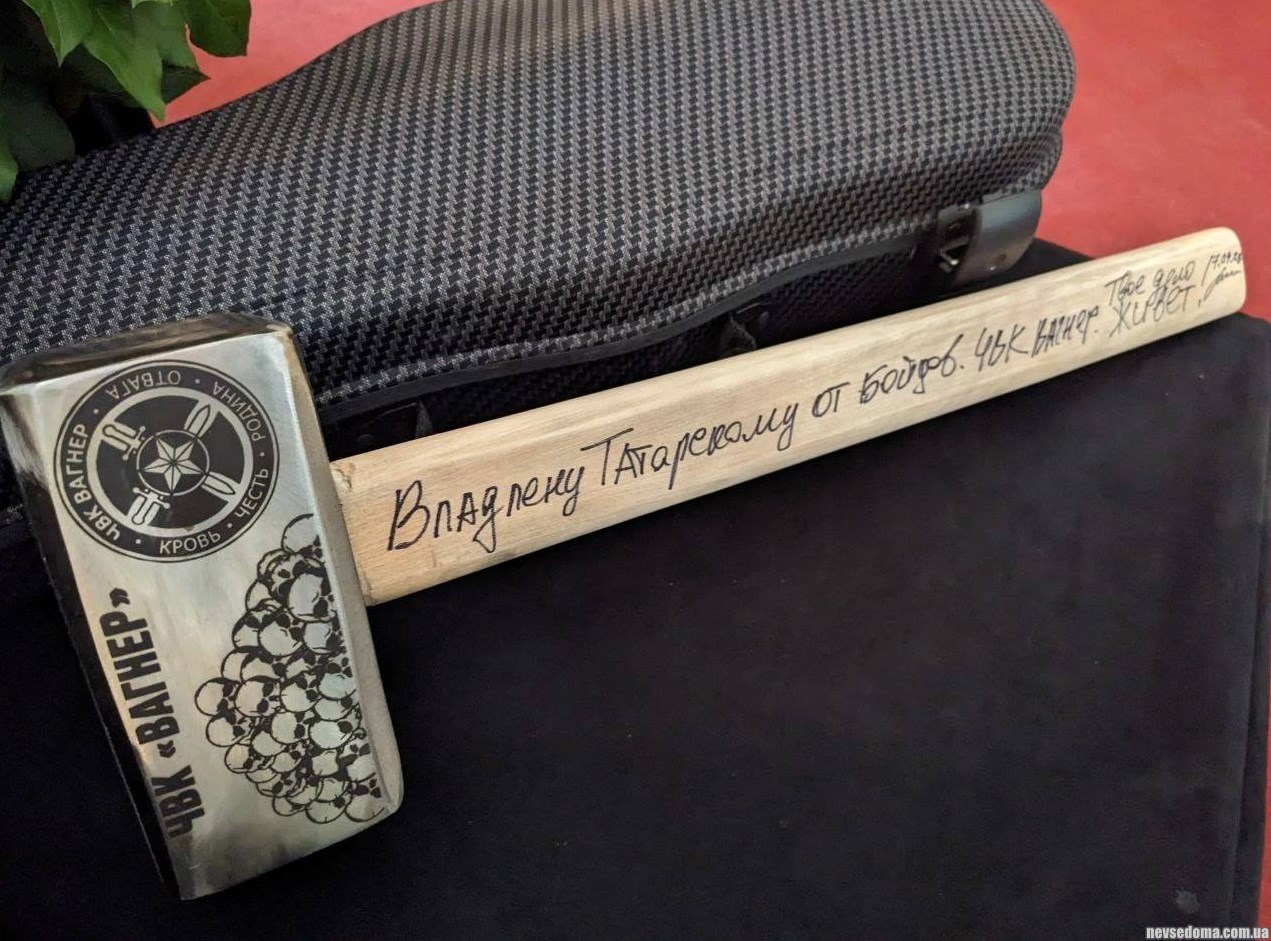 ЧВК ВАГНЕР · ОТВАГА · РОДИНА · ЧЕСТЬ · КРОВЬ ·
ЧВК «ВАГНЕР»
Владлену Татарскому от Бойцов. ЧВК Вагнер.
Твое дело
ЖИВЕТ!
nevsedoma.com.ua